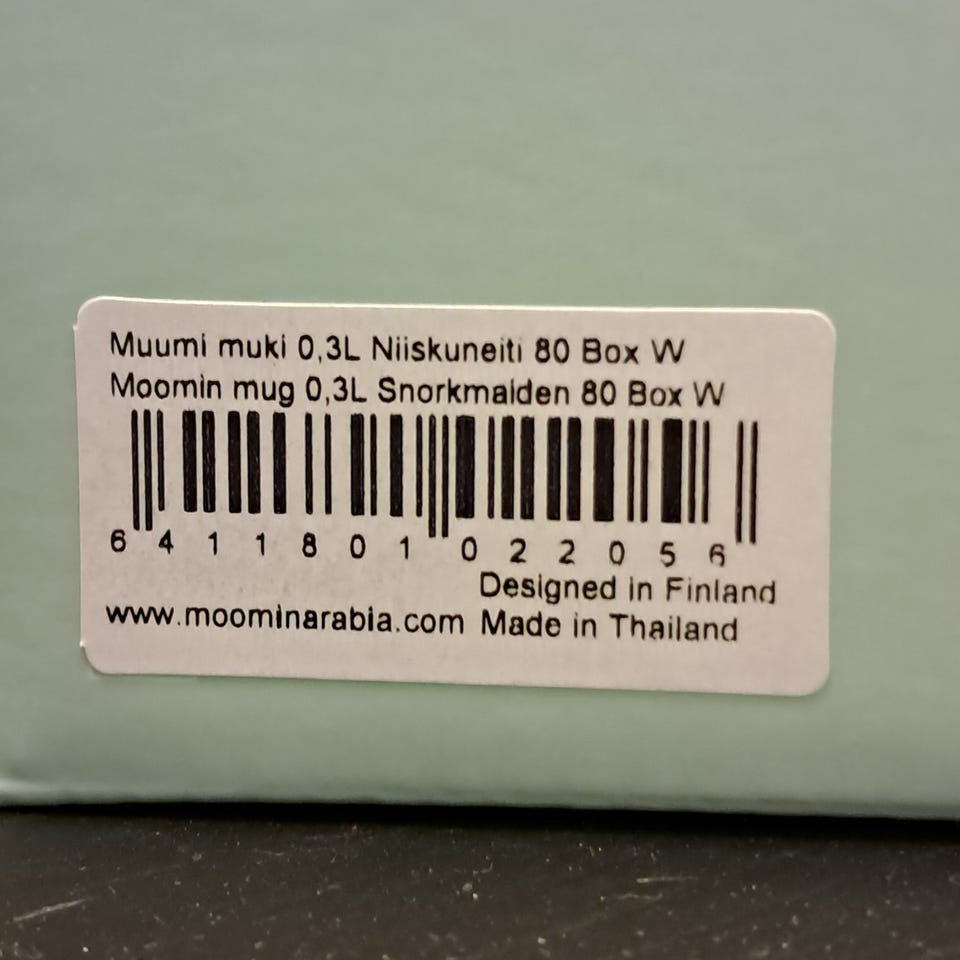 Muumi muki 0,3L Niiskuneiti 80 Box W
Moomin mug 0,3L Snorkmaiden 80 Box W
6 411801 022056
Designed in Finland
www.moominarabia.com Made in Thailand